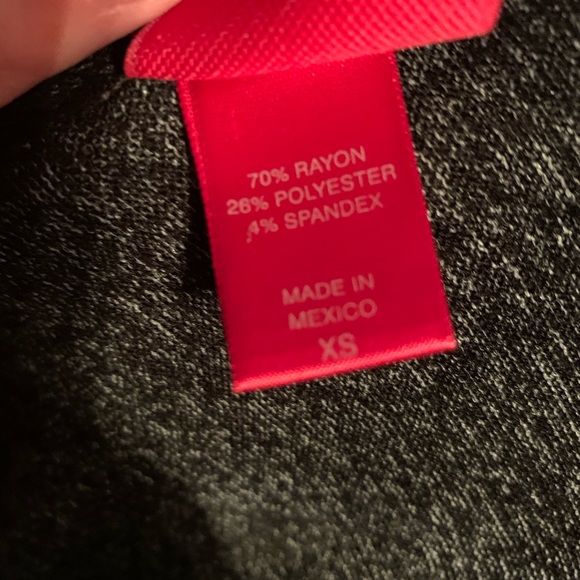 70% RAYON
26% POLYESTER
4% SPANDEX
MADE IN
MEXICO
XS